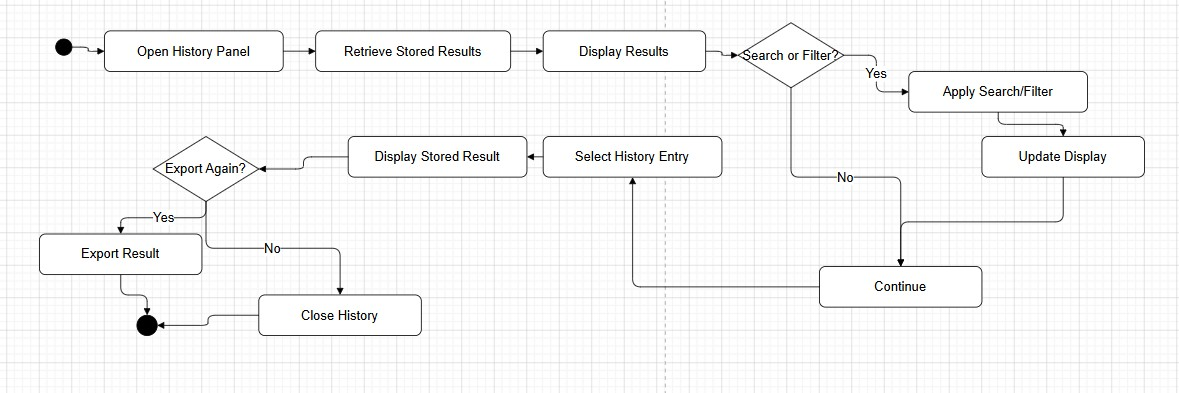 Open History Panel
Retrieve Stored Results
Display Results
Search or Filter?
Yes
Apply Search/Filter
Update Display
No
Continue
Select History Entry
Display Stored Result
Export Again?
Yes
Export Result
No
Close History